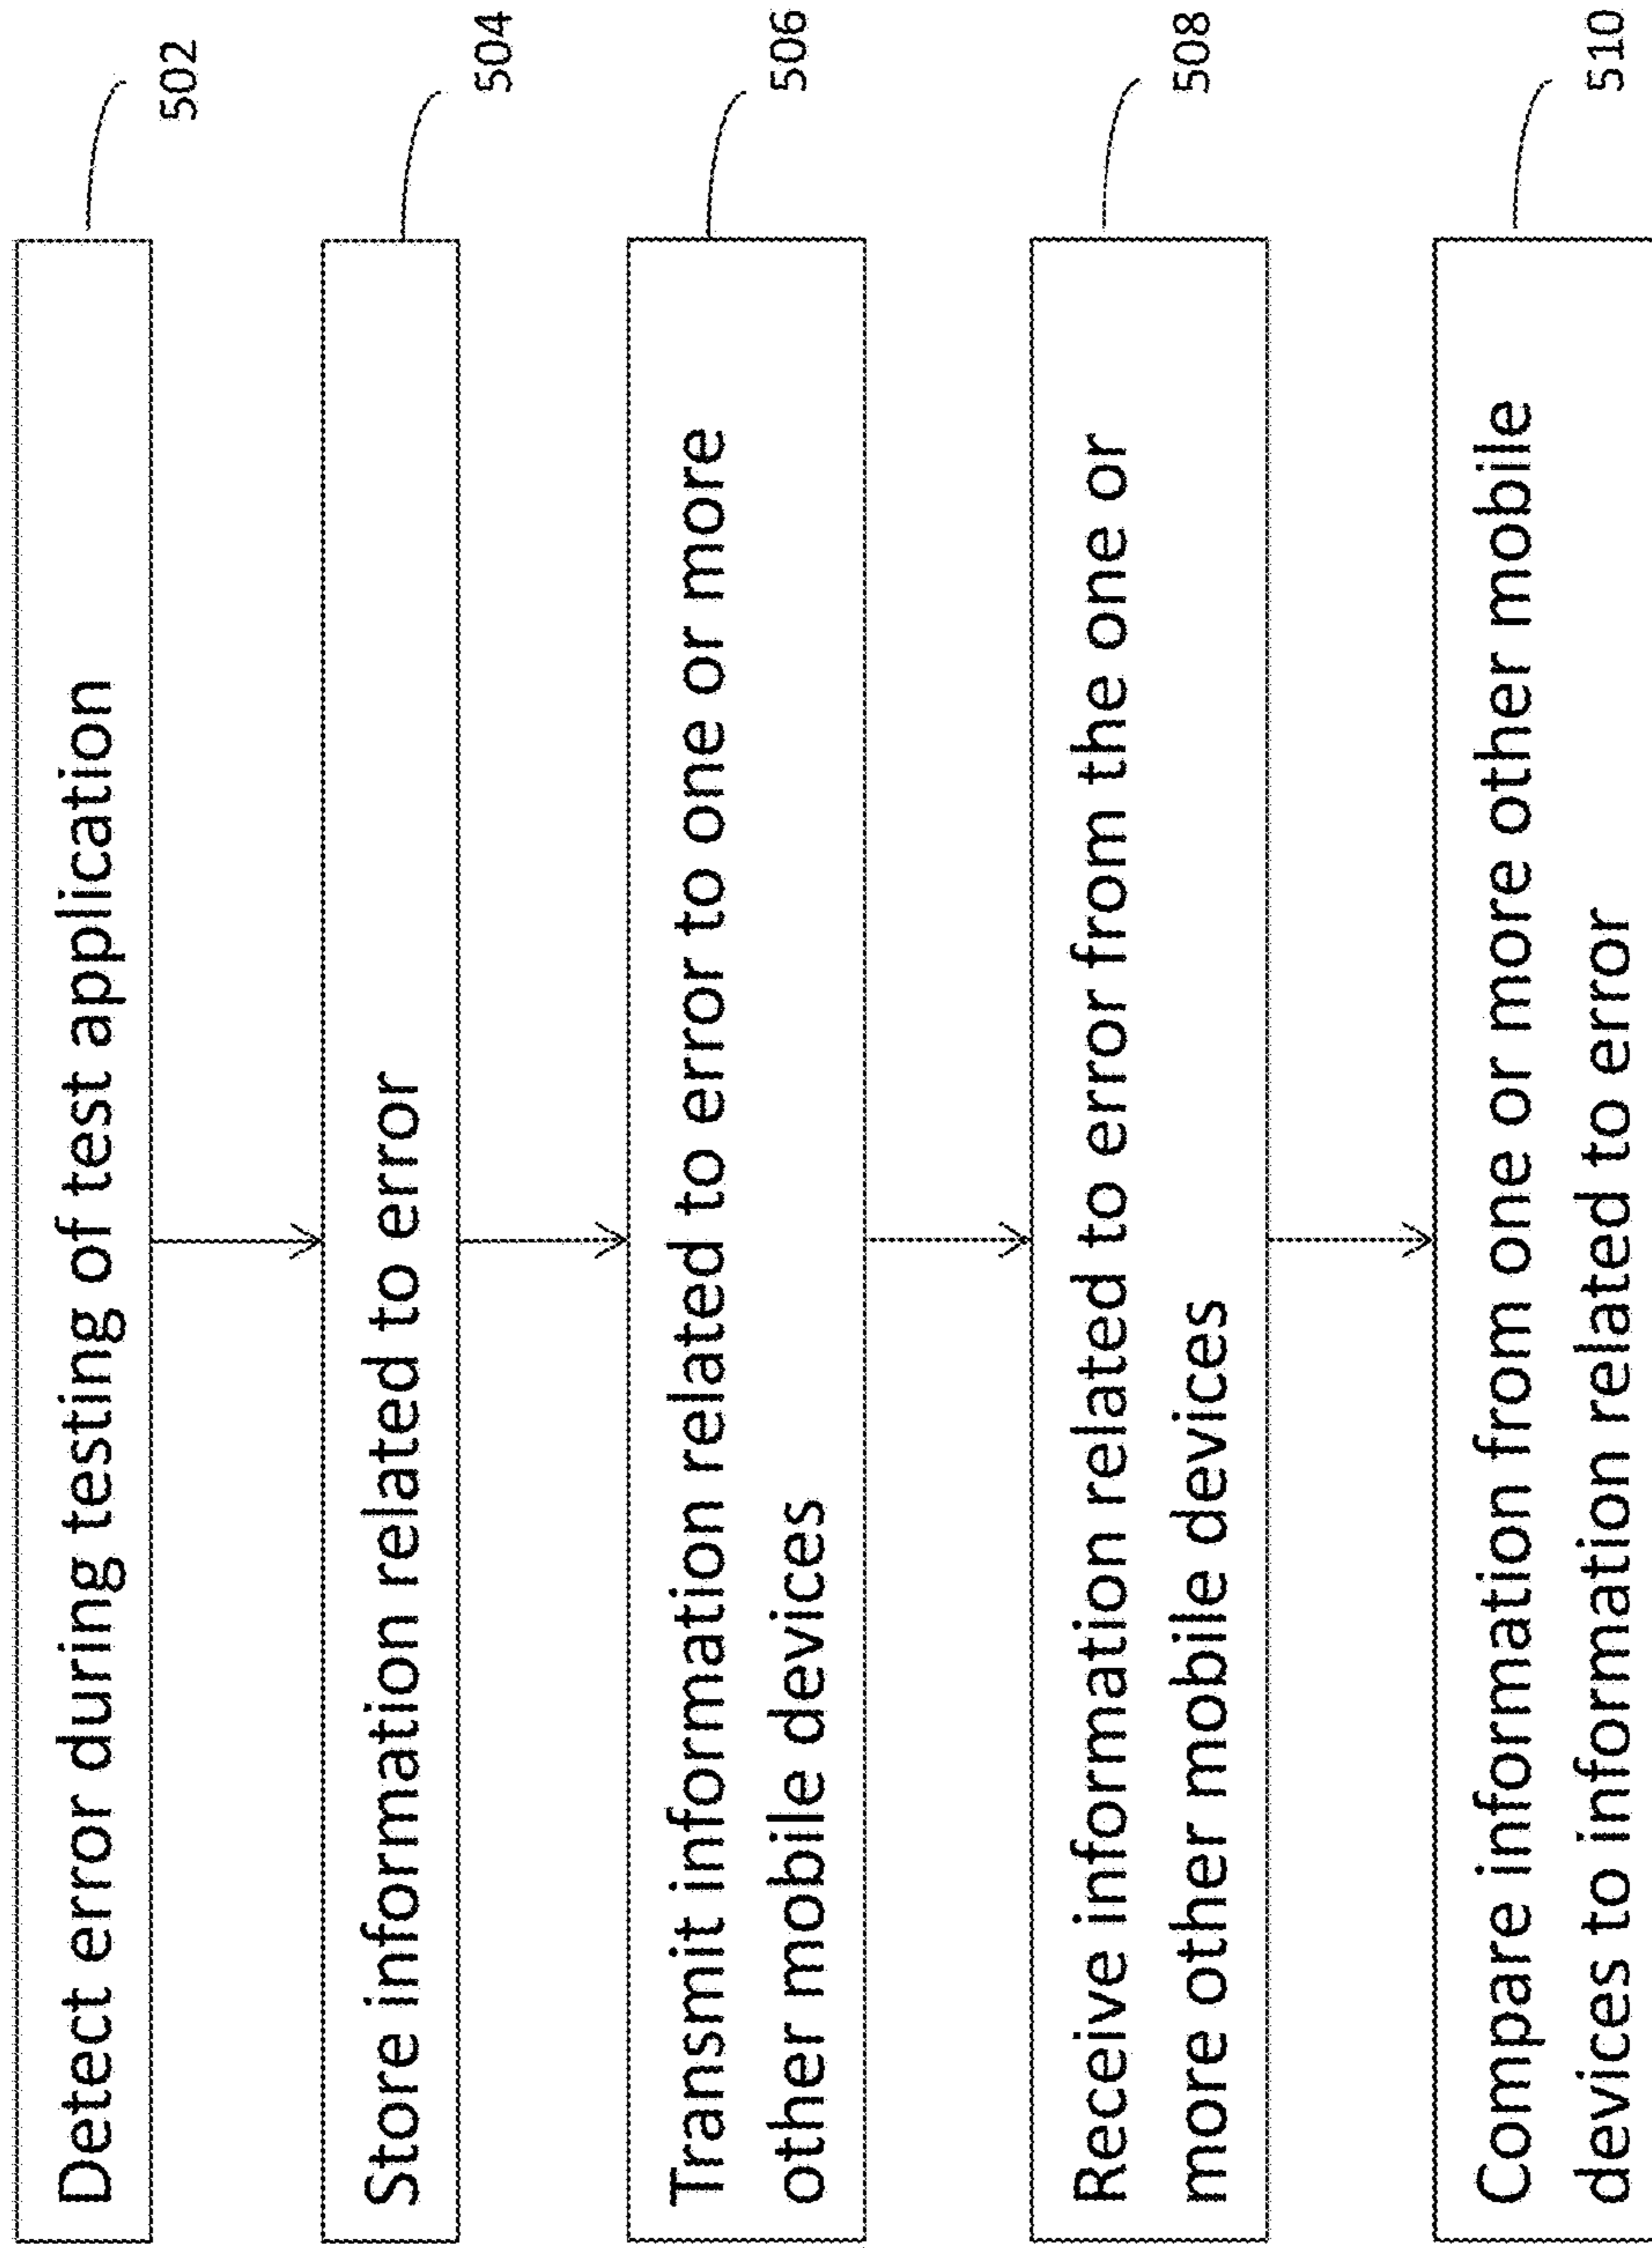 Detect error during testing of test application
502
Store information related to error
504
Transmit information related to error to one or more
other mobile devices
506
Receive information related to error from the one or
more other mobile devices
508
Compare information from one or more other mobile
devices to information related to error
510